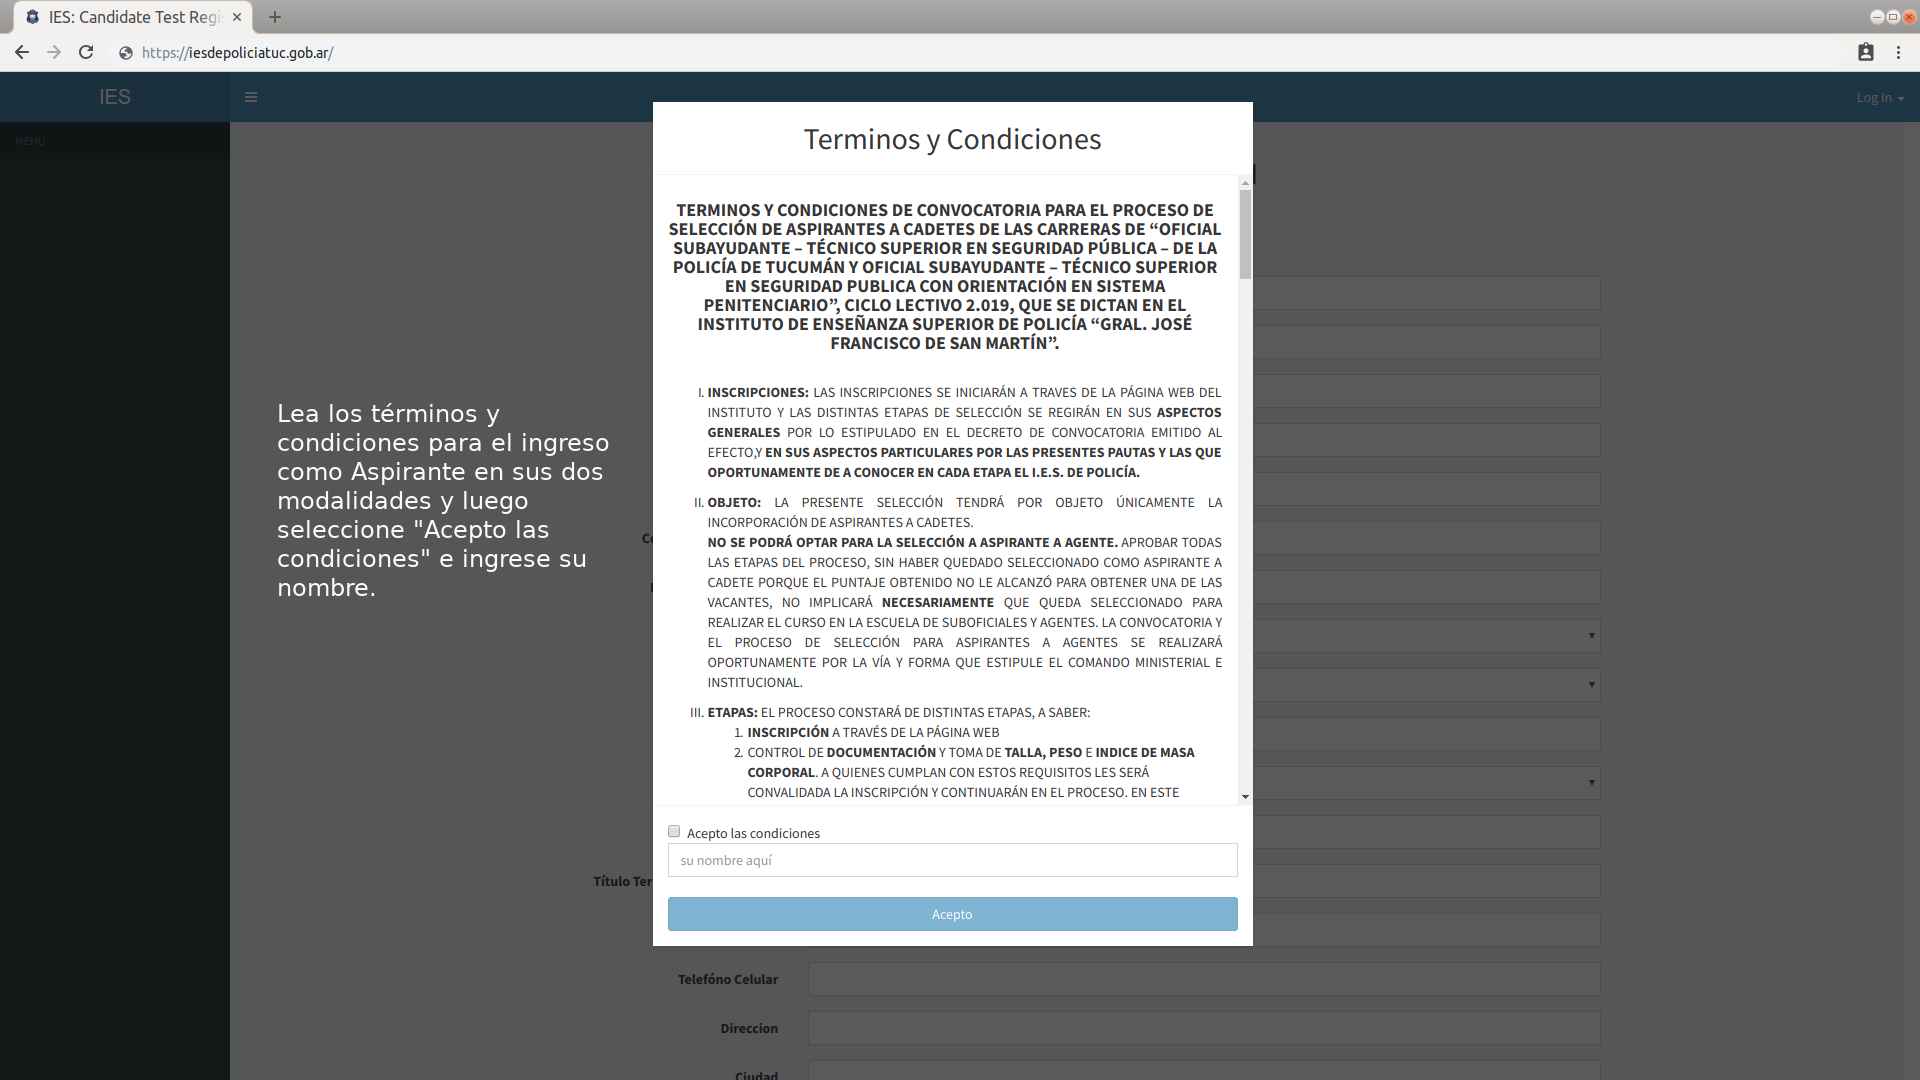 IES: Candidate Test Regi
https://iesdepoliciatuc.gob.ar/
IES
Log In
MENU
Terminos y Condiciones
TERMINOS Y CONDICIONES DE CONVOCATORIA PARA EL PROCESO DE
SELECCIÓN DE ASPIRANTES A CADETES DE LAS CARRERAS DE “OFICIAL
SUBAYUDANTE – TÉCNICO SUPERIOR EN SEGURIDAD PÚBLICA – DE LA
POLICÍA DE TUCUMÁN Y OFICIAL SUBAYUDANTE – TÉCNICO SUPERIOR
EN SEGURIDAD PUBLICA CON ORIENTACIÓN EN SISTEMA
PENITENCIARIO”, CICLO LECTIVO 2.019, QUE SE DICTAN EN EL
INSTITUTO DE ENSEÑANZA SUPERIOR DE POLICÍA “GRAL. JOSÉ
FRANCISCO DE SAN MARTÍN”.
I. INSCRIPCIONES: LAS INSCRIPCIONES SE INICIARÁN A TRAVES DE LA PÁGINA WEB DEL
INSTITUTO Y LAS DISTINTAS ETAPAS DE SELECCIÓN SE REGIRÁN EN SUS ASPECTOS
GENERALES POR LO ESTIPULADO EN EL DECRETO DE CONVOCATORIA EMITIDO AL
EFECTO,Y EN SUS ASPECTOS PARTICULARES POR LAS PRESENTES PAUTAS Y LAS QUE
OPORTUNAMENTE DE A CONOCER EN CADA ETAPA EL I.E.S. DE POLICÍA.
II. OBJETO: LA PRESENTE SELECCIÓN TENDRÁ POR OBJETO ÚNICAMENTE LA
INCORPORACIÓN DE ASPIRANTES A CADETES.
NO SE PODRÁ OPTAR PARA LA SELECCIÓN A ASPIRANTE A AGENTE. APROBAR TODAS
LAS ETAPAS DEL PROCESO, SIN HABER QUEDADO SELECCIONADO COMO ASPIRANTE A
CADETE PORQUE EL PUNTAJE OBTENIDO NO LE ALCANZÓ PARA OBTENER UNA DE LAS
VACANTES, NO IMPLICARÁ NECESARIAMENTE QUE QUEDA SELECCIONADO PARA
REALIZAR EL CURSO EN LA ESCUELA DE SUBOFICIALES Y AGENTES. LA CONVOCATORIA Y
EL PROCESO DE SELECCIÓN PARA ASPIRANTES A AGENTES SE REALIZARÁ
OPORTUNAMENTE POR LA VÍA Y FORMA QUE ESTIPULE EL COMANDO MINISTERIAL E
INSTITUCIONAL.
III. ETAPAS: EL PROCESO CONSTARÁ DE DISTINTAS ETAPAS, A SABER:
1. INSCRIPCIÓN A TRAVÉS DE LA PÁGINA WEB
2. CONTROL DE DOCUMENTACIÓN Y TOMA DE TALLA, PESO E INDICE DE MASA
CORPORAL. A QUIENES CUMPLAN CON ESTOS REQUISITOS LES SERÁ
CONVALIDADA LA INSCRIPCIÓN Y CONTINUARÁN EN EL PROCESO. EN ESTE
Lea los términos y
condiciones para el ingreso
como Aspirante en sus dos
modalidades y luego
seleccione "Acepto las
condiciones" e ingrese su
nombre.
Acepto las condiciones
su nombre aquí
Acepto
Título Ter
Telefóno Celular
Direccion
Ciudad